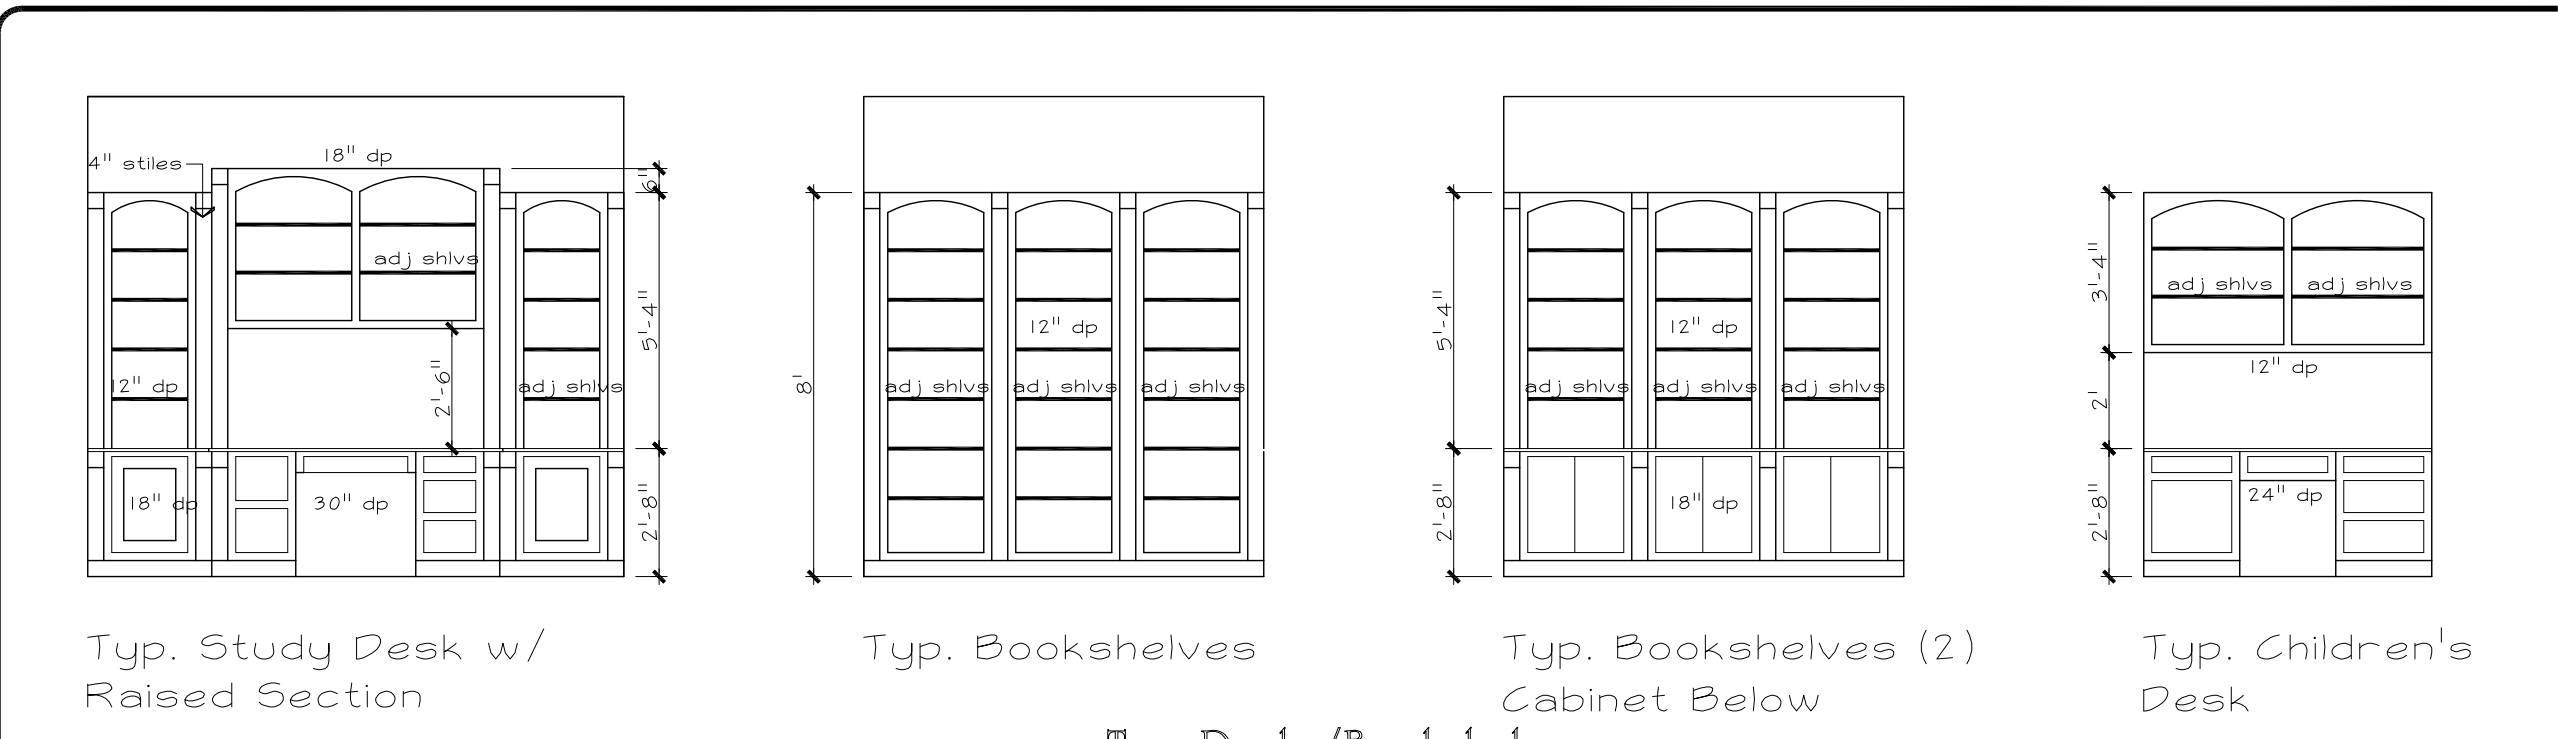 4" stiles
18" dp
6"
adj shlvs
5'-4"
2'-6"
12" dp
adj shlvs
18" dp
30" dp
2'-8"
Typ. Study Desk w/
Raised Section
8'
12" dp
adj shlvs adj shlvs adj shlvs
Typ. Bookshelves
5'-4"
12" dp
adj shlvs adj shlvs adj shlvs
2'-8"
18" dp
Typ. Bookshelves (2)
Cabinet Below
3'-4"
adj shlvs adj shlvs
12" dp
2'
24" dp
2'-8"
Typ. Children's
Desk